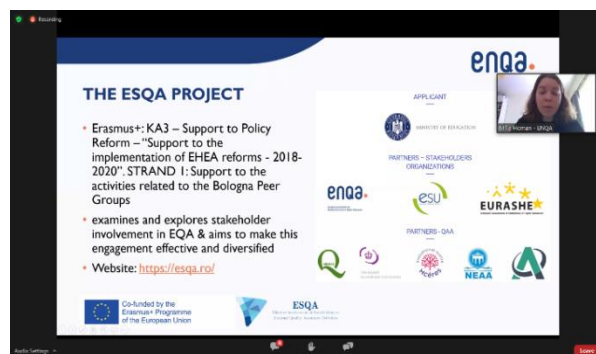 Recording
enqa.
THE ESQA PROJECT
• Erasmus+: KA3 – Support to Policy
Reform – "Support to the
implementation of EHEA reforms - 2018-
2020". STRAND 1: Support to the
activities related to the Bologna Peer
Groups
• examines and explores stakeholder
involvement in EQA & aims to make this
engagement effective and diversified
• Website: https://esqa.ro/
APPLICANT
MINISTRY OF EDUCATION
PARTNERS – STAKEHOLDERS
ORGANIZATIONS
enqa.
esu
EURASHE
PARTNERS - QAA
Hcéres
NEAA
Co-funded by the
Erasmus+ Programme
of the European Union
ESQA
Audio Settings
Leave